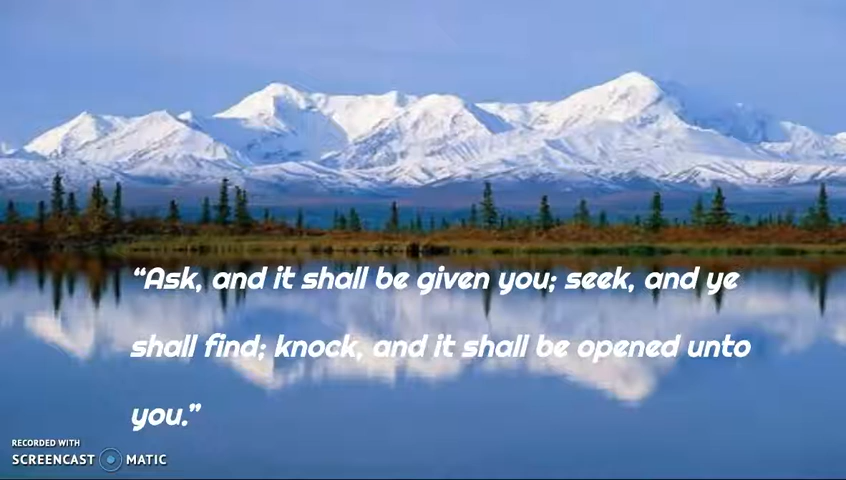 “Ask, and it shall be given you; seek, and ye
shall find; knock, and it shall be opened unto
you.”
RECORDED WITH
SCREENCAST MATIC